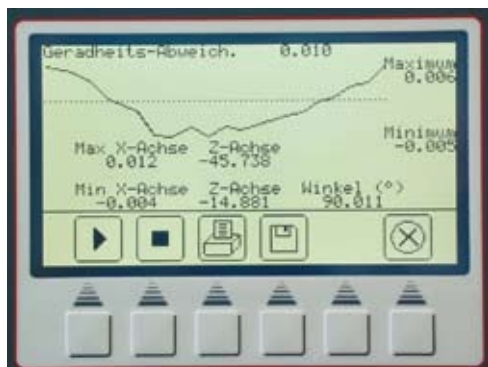 Geradheits-Abweich. 0.010
Maximum
0.006
Minimum
-0.005
Max X-Achse Z-Achse
0.012 -45.738
Min X-Achse Z-Achse Winkel (°)
-0.004 -14.881 90.011